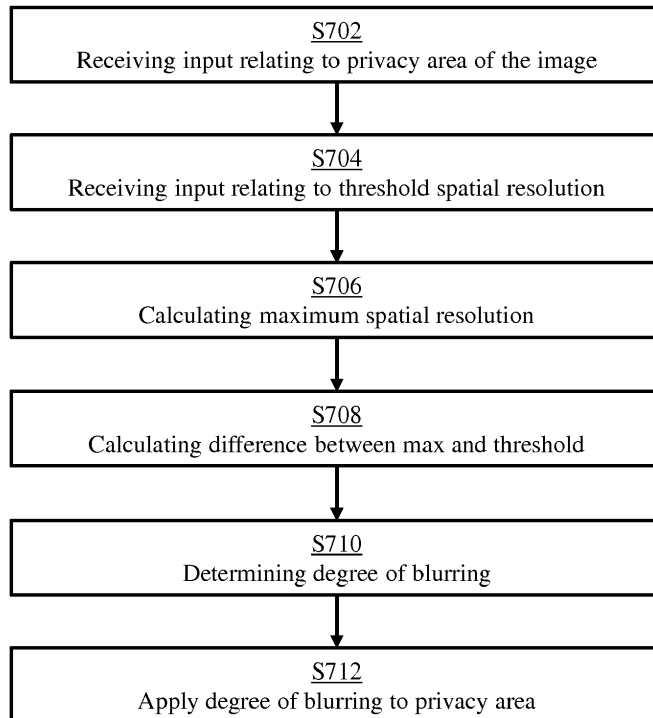 S702
Receiving input relating to privacy area of the image
S704
Receiving input relating to threshold spatial resolution
S706
Calculating maximum spatial resolution
S708
Calculating difference between max and threshold
S710
Determining degree of blurring
S712
Apply degree of blurring to privacy area